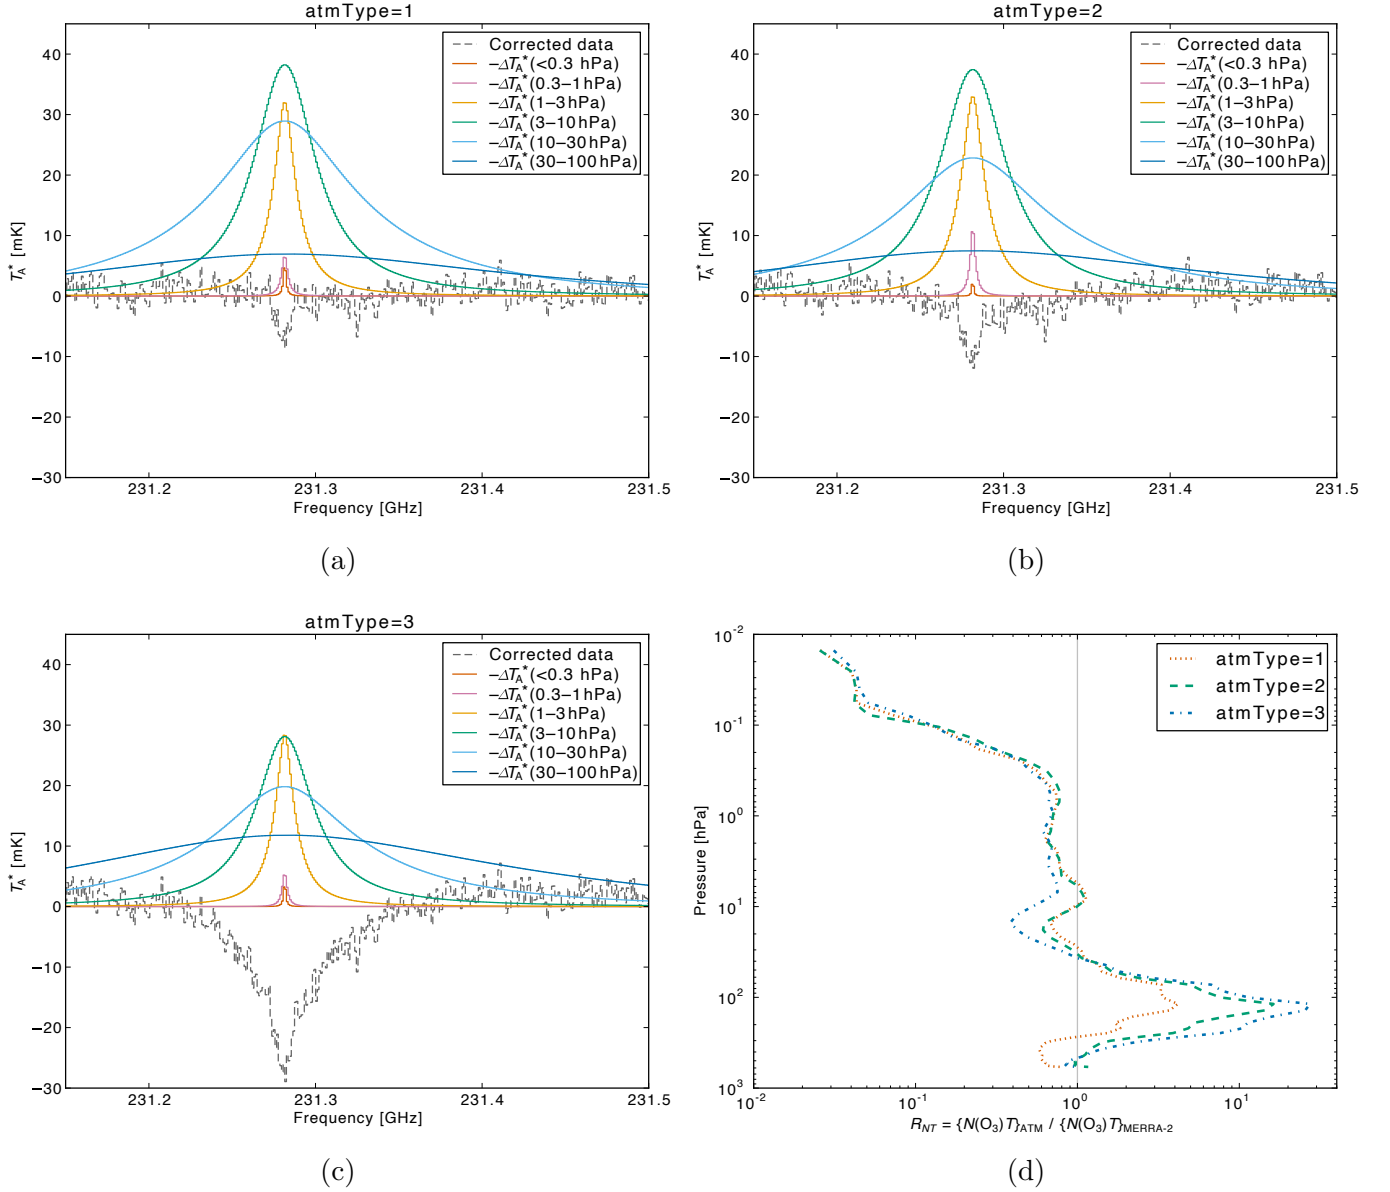 atmType=1
40
30
20
10
0
−10
−20
−30
T_A^* [mK]
Corrected data
−ΔT_A^*(<0.3 hPa)
−ΔT_A^*(0.3–1 hPa)
−ΔT_A^*(1–3 hPa)
−ΔT_A^*(3–10 hPa)
−ΔT_A^*(10–30 hPa)
−ΔT_A^*(30–100 hPa)
231.2 231.3 231.4 231.5
Frequency [GHz]
(a)
atmType=2
40
30
20
10
0
−10
−20
−30
T_A^* [mK]
Corrected data
−ΔT_A^*(<0.3 hPa)
−ΔT_A^*(0.3–1 hPa)
−ΔT_A^*(1–3 hPa)
−ΔT_A^*(3–10 hPa)
−ΔT_A^*(10–30 hPa)
−ΔT_A^*(30–100 hPa)
231.2 231.3 231.4 231.5
Frequency [GHz]
(b)
atmType=3
40
30
20
10
0
−10
−20
−30
T_A^* [mK]
Corrected data
−ΔT_A^*(<0.3 hPa)
−ΔT_A^*(0.3–1 hPa)
−ΔT_A^*(1–3 hPa)
−ΔT_A^*(3–10 hPa)
−ΔT_A^*(10–30 hPa)
−ΔT_A^*(30–100 hPa)
231.2 231.3 231.4 231.5
Frequency [GHz]
(c)
10^−2
10^−1
10^0
10^1
10^2
10^3
Pressure [hPa]
atmType=1
atmType=2
atmType=3
10^−2 10^−1 10^0 10^1
R_NT = {N(O₃)T}_ATM / {N(O₃)T}_MERRA-2
(d)